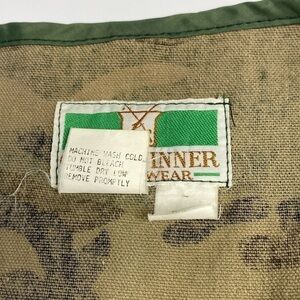 MACHINE WASH COLD
DO NOT BLEACH
TUMBLE DRY LOW
REMOVE PROMPTLY
INNER
WEAR